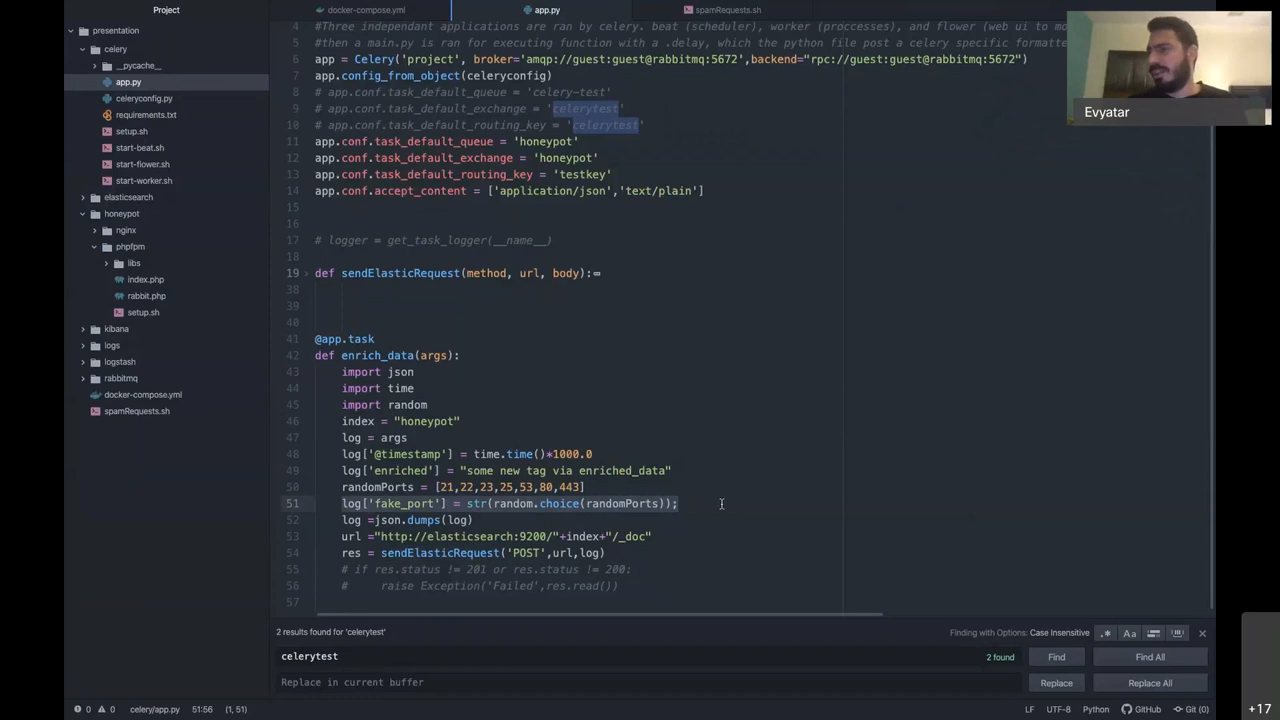 Project
docker-compose.yml
app.py
spamRequests.sh
presentation
celery
__pycache__
app.py
celeryconfig.py
requirements.txt
setup.sh
start-beat.sh
start-flower.sh
start-worker.sh
elasticsearch
honeypot
nginx
phpfpm
libs
index.php
rabbit.php
setup.sh
kibana
logs
logstash
rabbitmq
docker-compose.yml
spamRequests.sh
4 #Three independant applications are ran by celery. beat (scheduler), worker (proccesses), and flower (web ui to mo
5 #then a main.py is ran for executing function with a .delay, which the python file post a celery specific formatte
6 app = Celery('project', broker='amqp://guest:guest@rabbitmq:5672',backend="rpc://guest:guest@rabbitmq:5672")
7 app.config_from_object(celeryconfig)
8 # app.conf.task_default_queue = 'celery-test'
9 # app.conf.task_default_exchange = 'celerytest'
10 # app.conf.task_default_routing_key = 'celerytest'
11 app.conf.task_default_queue = 'honeypot'
12 app.conf.task_default_exchange = 'honeypot'
13 app.conf.task_default_routing_key = 'testkey'
14 app.conf.accept_content = ['application/json','text/plain']
15
16
17 # logger = get_task_logger(__name__)
18
19 def sendElasticRequest(method, url, body):
38
39
40
41 @app.task
42 def enrich_data(args):
43 import json
44 import time
45 import random
46 index = "honeypot"
47 log = args
48 log['@timestamp'] = time.time()*1000.0
49 log['enriched'] = "some new tag via enriched_data"
50 randomPorts = [21,22,23,25,53,80,443]
51 log['fake_port'] = str(random.choice(randomPorts));
52 log =json.dumps(log)
53 url ="http://elasticsearch:9200/"+index+"/_doc"
54 res = sendElasticRequest('POST',url,log)
55 # if res.status != 201 or res.status != 200:
56 # raise Exception('Failed',res.read())
57
Evyatar
2 results found for 'celerytest'
Finding with Options: Case Insensitive
.*
Aa
celerytest
2 found
Find
Find All
Replace in current buffer
Replace
Replace All
0 0 celery/app.py 51:56 (1, 51)
LF UTF-8 Python GitHub Git (0)
+17